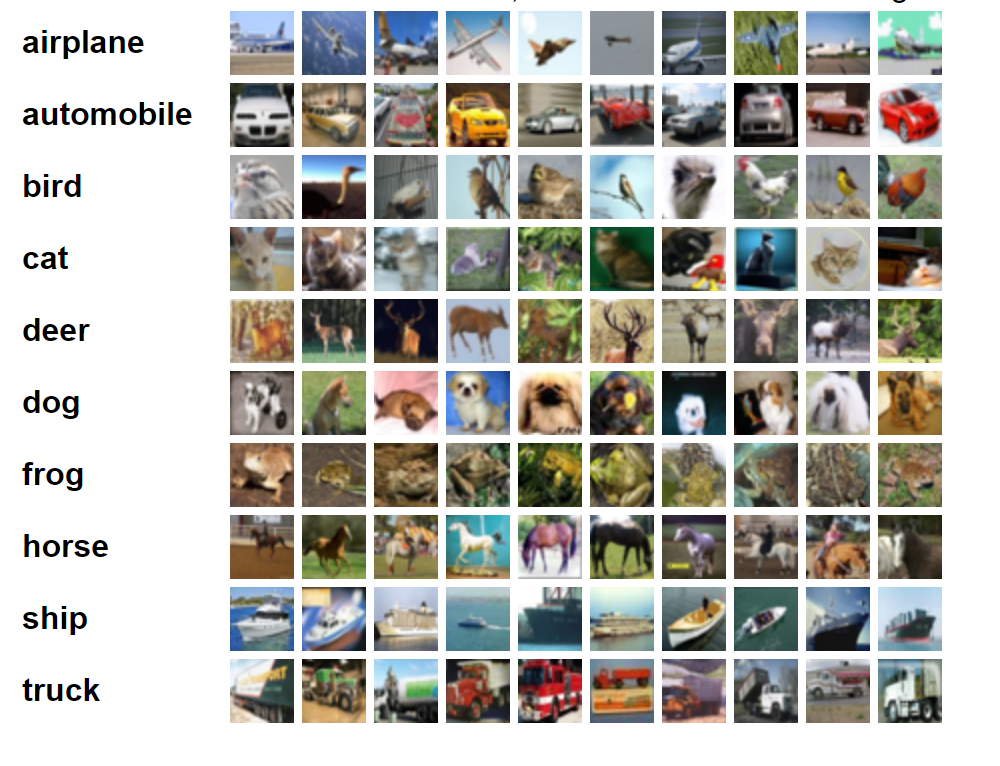 airplane
automobile
bird
cat
deer
dog
frog
horse
ship
truck